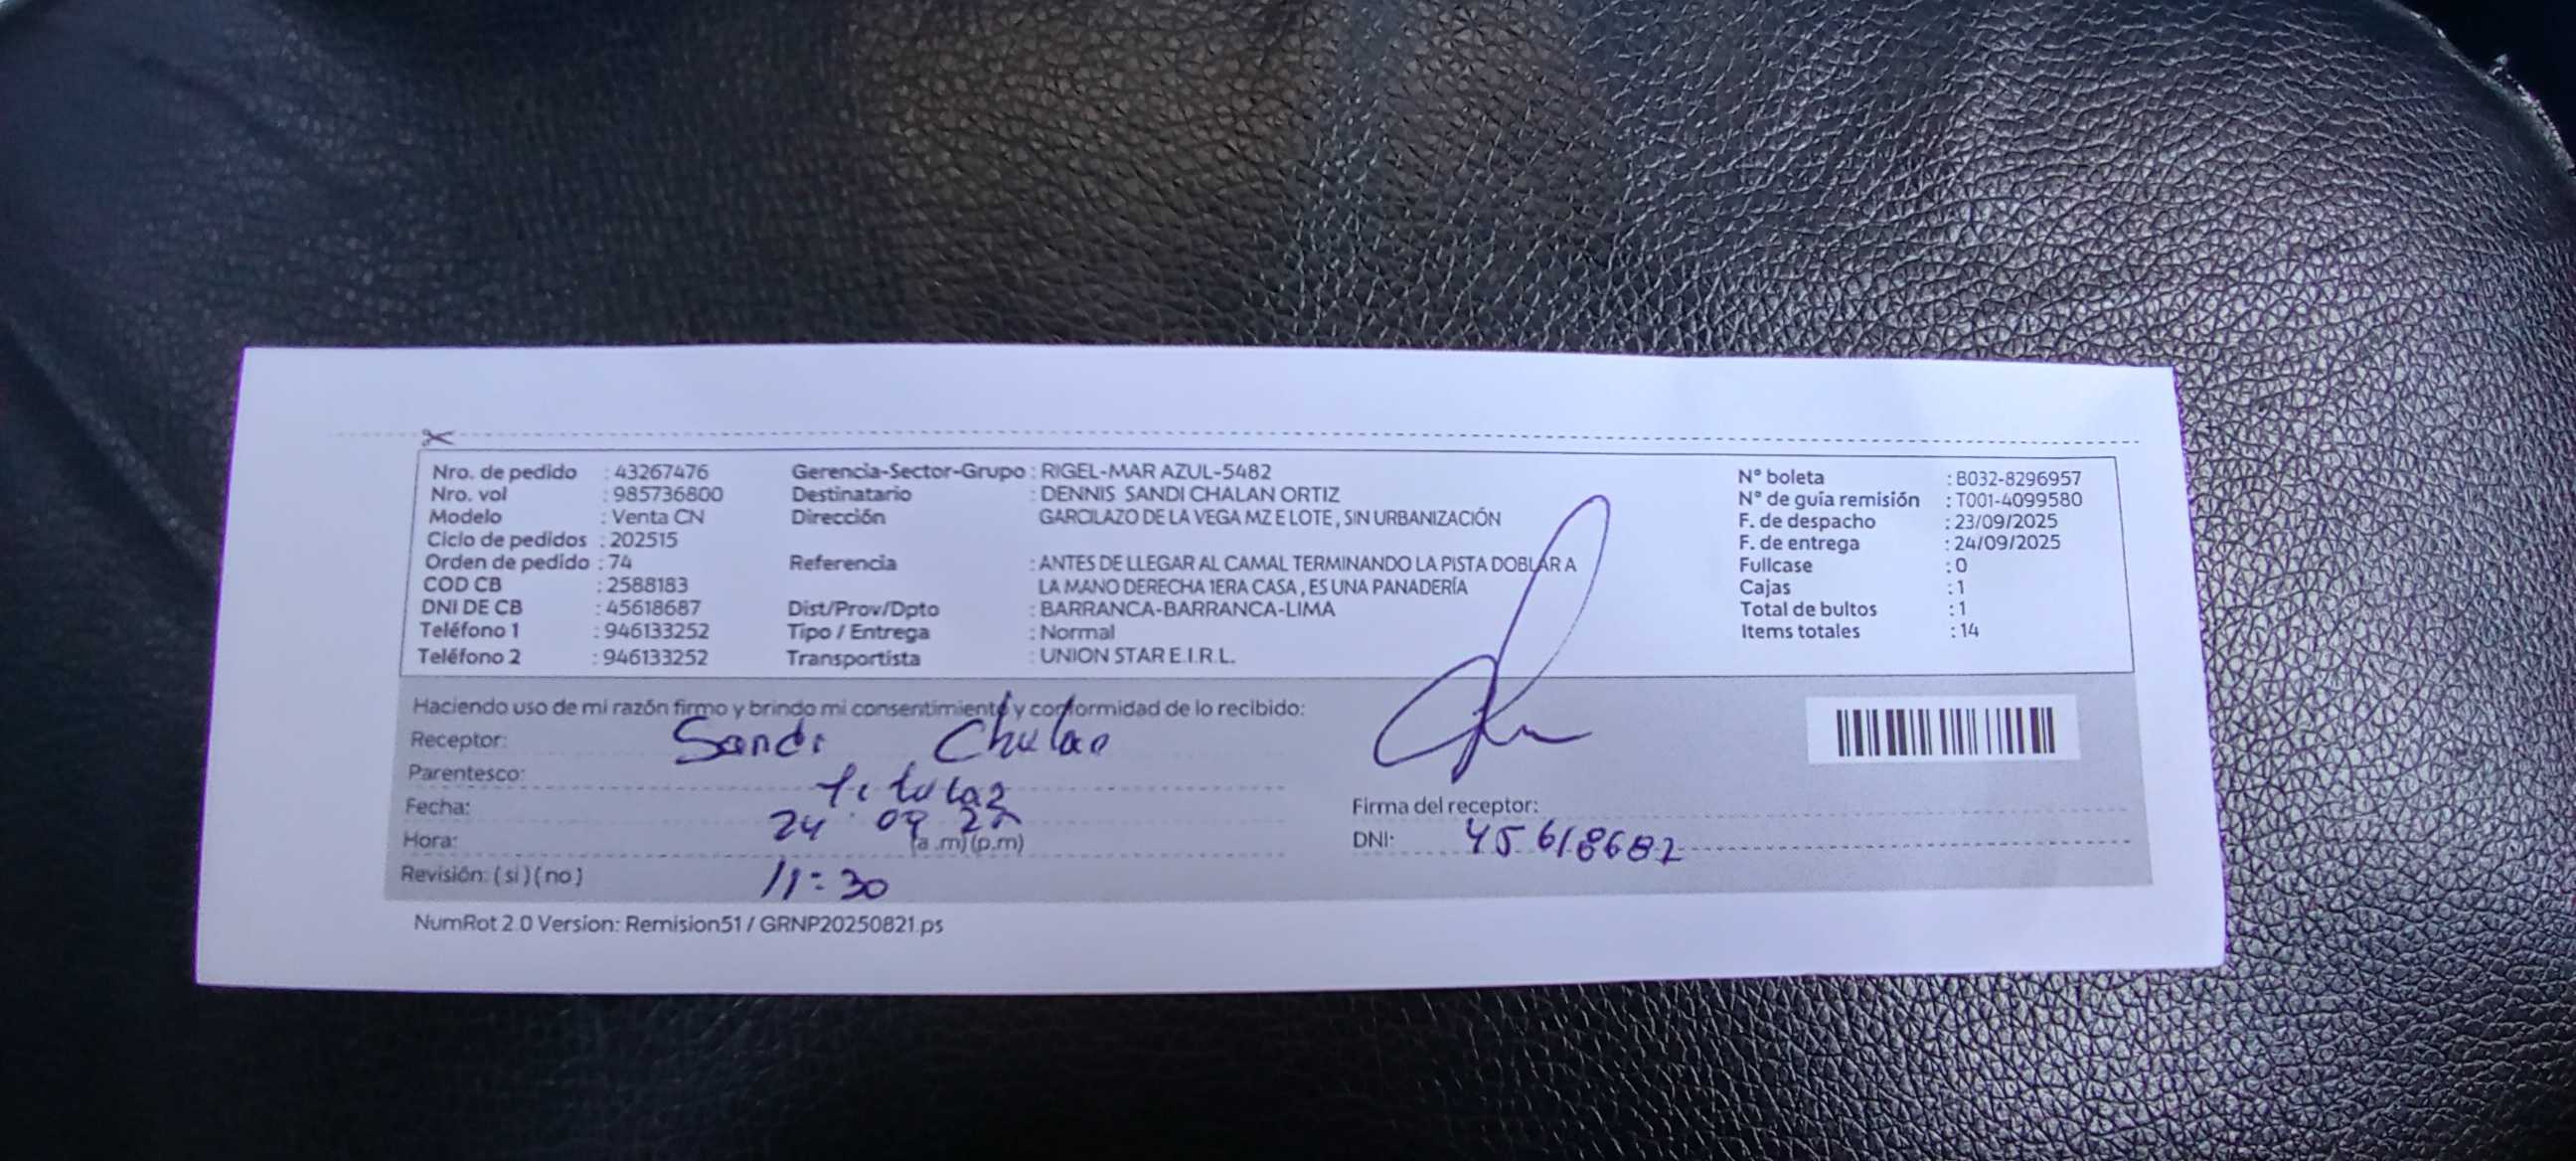 Nro. de pedido : 43267476
Nro. vol : 985736800
Modelo : Venta CN
Ciclo de pedidos : 202515
Orden de pedido : 74
COD CB : 2588183
DNI DE CB : 45618687
Teléfono 1 : 946133252
Teléfono 2 : 946133252
Gerencia-Sector-Grupo : RIGEL-MAR AZUL-5482
Destinatario : DENNIS SANDI CHALAN ORTIZ
Dirección GARCILAZO DE LA VEGA MZ E LOTE , SIN URBANIZACIÓN
Referencia : ANTES DE LLEGAR AL CAMAL TERMINANDO LA PISTA DOBLAR A
LA MANO DERECHA 1ERA CASA , ES UNA PANADERÍA
Dist/Prov/Dpto : BARRANCA-BARRANCA-LIMA
Tipo / Entrega : Normal
Transportista : UNION STAR E.I.R.L.
N° boleta : B032-8296957
N° de guía remisión : T001-4099580
F. de despacho : 23/09/2025
F. de entrega : 24/09/2025
Fullcase : 0
Cajas : 1
Total de bultos : 1
Items totales : 14
Haciendo uso de mi razón firmo y brindo mi consentimiento y conformidad de lo recibido:
Receptor: Sandi Chalan
Parentesco: titular
Fecha: 24 09
Hora: (a .m) (p.m)
Revisión: ( si ) ( no ) 11:30
Firma del receptor:
DNI: 45618682
NumRot 2.0 Version: Remision51 / GRNP20250821.ps